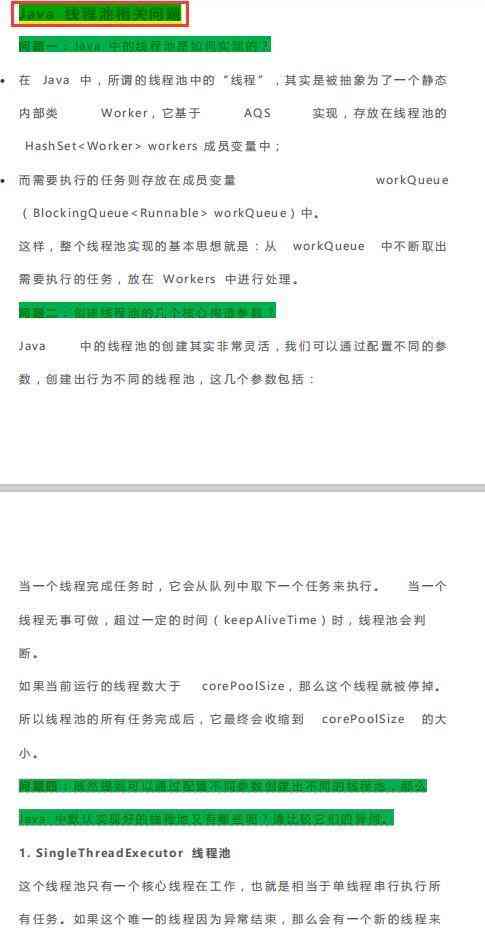 Java 线程池相关问题
问题一：Java 中的线程池是如何实现的？
在 Java 中，所谓的线程池中的“线程”，其实是被抽象为了一个静态
内部类 Worker，它基于 AQS 实现，存放在线程池的
HashSet<Worker> workers 成员变量中；
而需要执行的任务则存放在成员变量 workQueue
（BlockingQueue<Runnable> workQueue）中。
这样，整个线程池实现的基本思想就是：从 workQueue 中不断取出
需要执行的任务，放在 Workers 中进行处理。
问题二：创建线程池的几个核心构造参数？
Java 中的线程池的创建其实非常灵活，我们可以通过配置不同的参
数，创建出行为不同的线程池，这几个参数包括：
当一个线程完成任务时，它会从队列中取下一个任务来执行。 当一个
线程无事可做，超过一定的时间（keepAliveTime）时，线程池会判
断。
如果当前运行的线程数大于 corePoolSize，那么这个线程就被停掉。
所以线程池的所有任务完成后，它最终会收缩到 corePoolSize 的大
小。
问题四：既然提到可以通过配置不同参数创建出不同的线程池，那么
Java 中默认实现好的线程池又有哪些呢？请比较它们的异同。
1. SingleThreadExecutor 线程池
这个线程池只有一个核心线程在工作，也就是相当于单线程串行执行所
有任务。如果这个唯一的线程因为异常结束，那么会有一个新的线程来